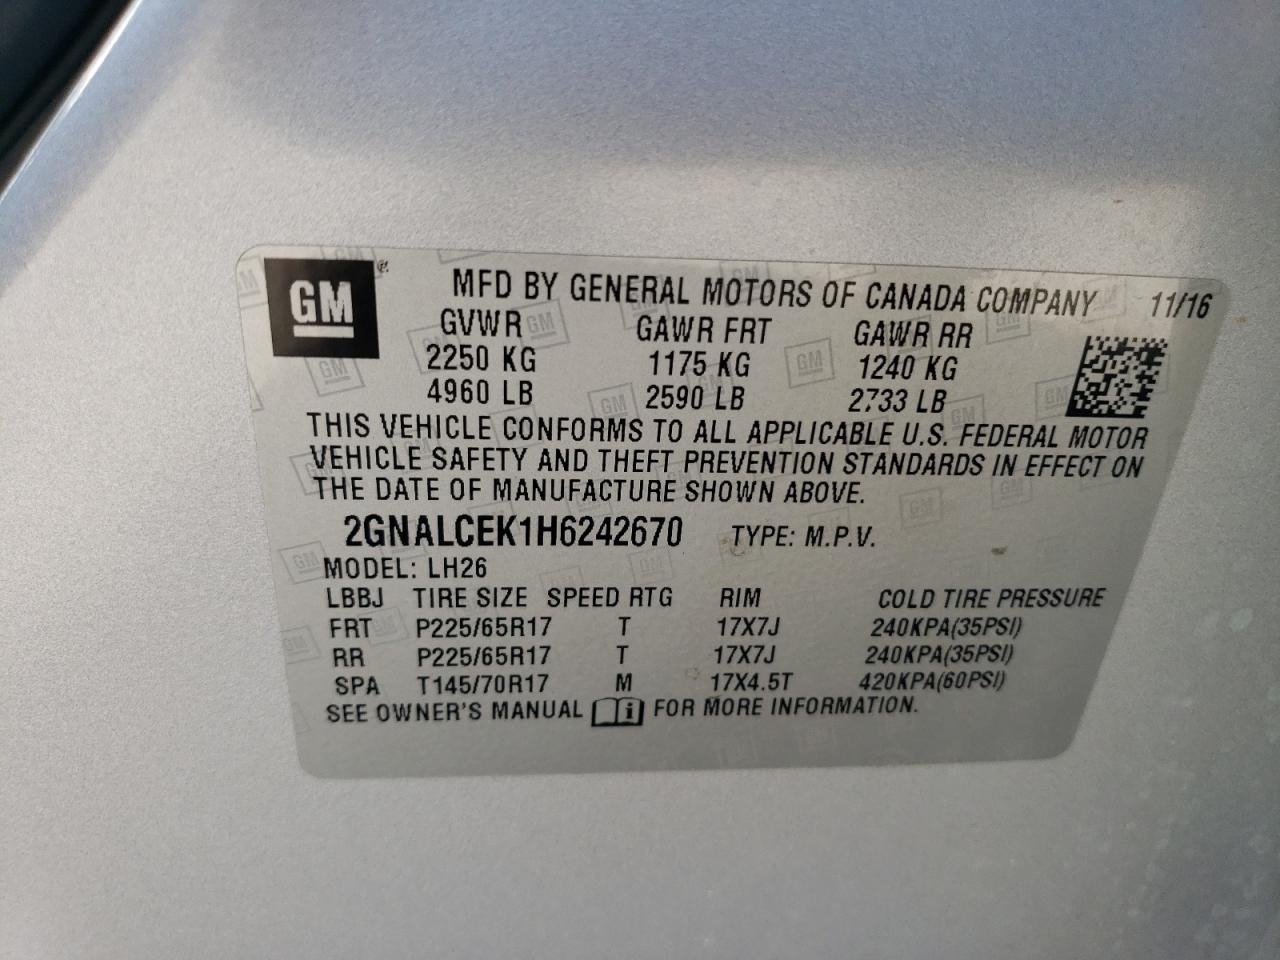 GM ®
MFD BY GENERAL MOTORS OF CANADA COMPANY 11/16
GVWR GAWR FRT GAWR RR
2250 KG 1175 KG 1240 KG
4960 LB 2590 LB 2733 LB
THIS VEHICLE CONFORMS TO ALL APPLICABLE U.S. FEDERAL MOTOR
VEHICLE SAFETY AND THEFT PREVENTION STANDARDS IN EFFECT ON
THE DATE OF MANUFACTURE SHOWN ABOVE.
2GNALCEK1H6242670 TYPE: M.P.V.
MODEL: LH26
LBBJ TIRE SIZE SPEED RTG RIM COLD TIRE PRESSURE
FRT P225/65R17 T 17X7J 240KPA(35PSI)
RR P225/65R17 T 17X7J 240KPA(35PSI)
SPA T145/70R17 M 17X4.5T 420KPA(60PSI)
SEE OWNER'S MANUAL i FOR MORE INFORMATION.